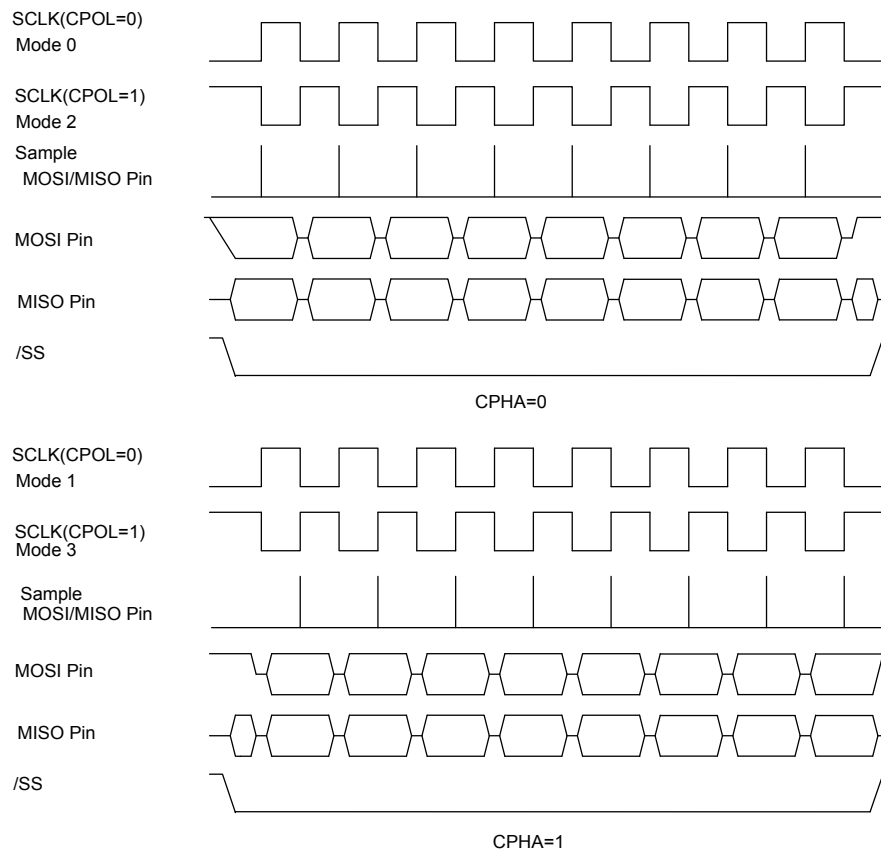 SCLK(CPOL=0)
Mode 0
SCLK(CPOL=1)
Mode 2
Sample
MOSI/MISO Pin
MOSI Pin
MISO Pin
/SS
CPHA=0
SCLK(CPOL=0)
Mode 1
SCLK(CPOL=1)
Mode 3
Sample
MOSI/MISO Pin
MOSI Pin
MISO Pin
/SS
CPHA=1